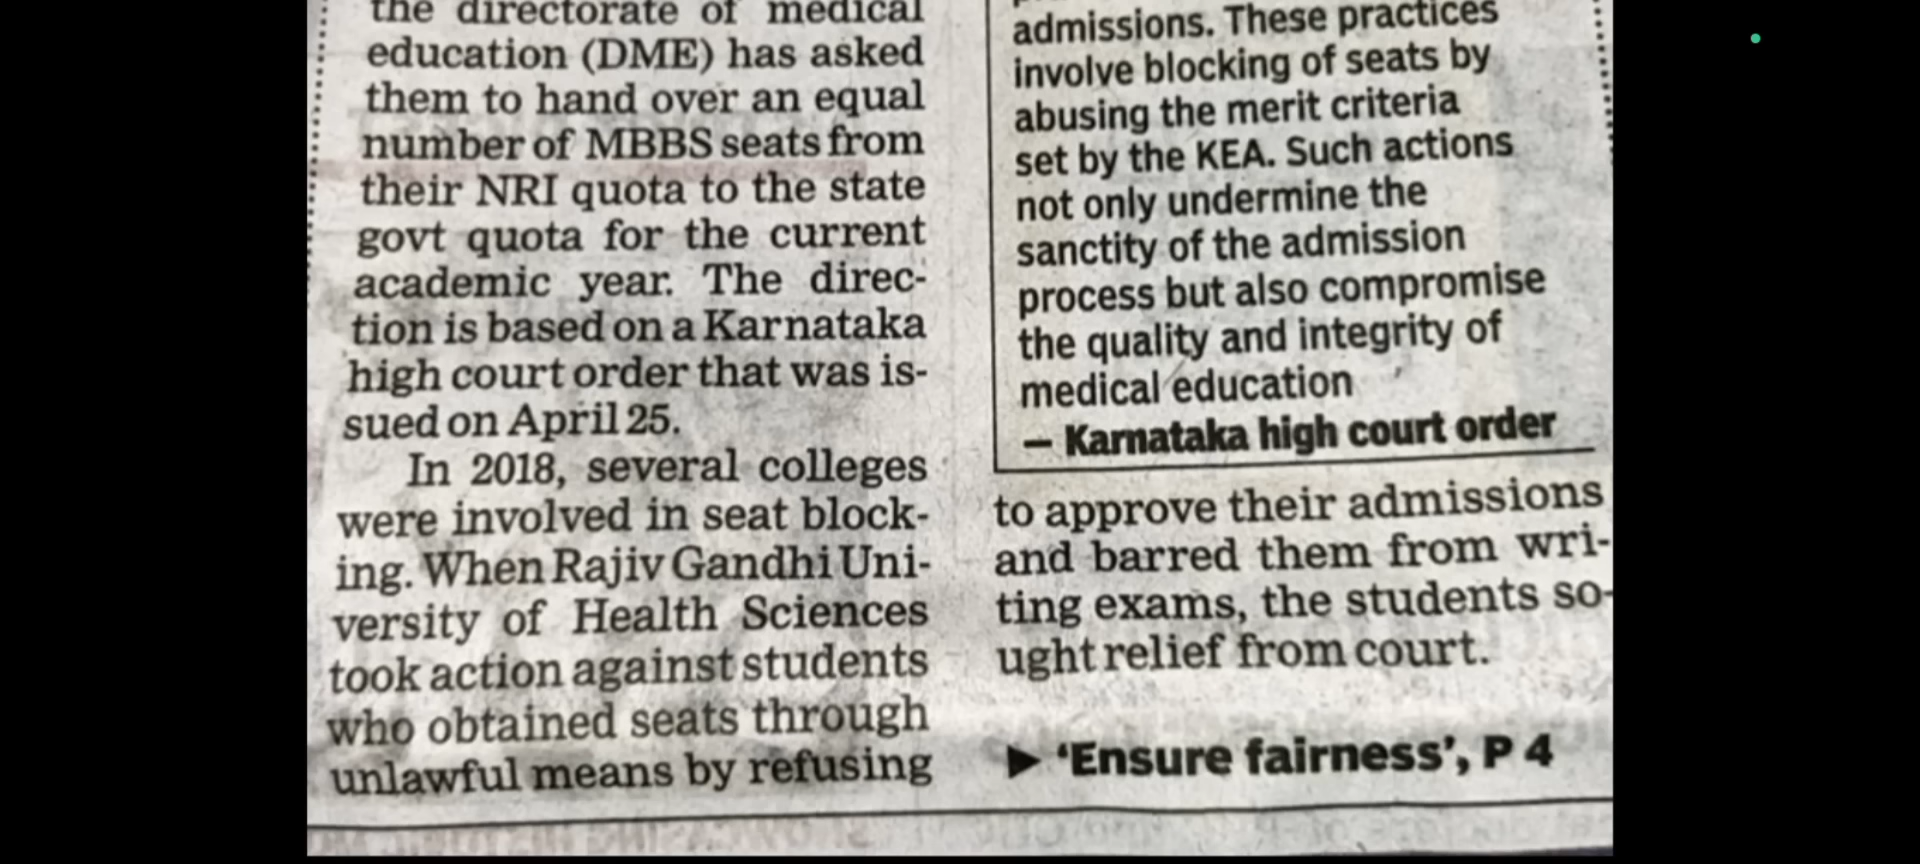 the directorate of medical
education (DME) has asked
them to hand over an equal
number of MBBS seats from
their NRI quota to the state
govt quota for the current
academic year. The direc-
tion is based on a Karnataka
high court order that was is-
sued on April 25.
In 2018, several colleges
were involved in seat block-
ing. When Rajiv Gandhi Uni-
versity of Health Sciences
took action against students
who obtained seats through
unlawful means by refusing
admissions. These practices
involve blocking of seats by
abusing the merit criteria
set by the KEA. Such actions
not only undermine the
sanctity of the admission
process but also compromise
the quality and integrity of
medical education
— Karnataka high court order
to approve their admissions
and barred them from wri-
ting exams, the students so-
ught relief from court.
▶ ‘Ensure fairness’, P 4